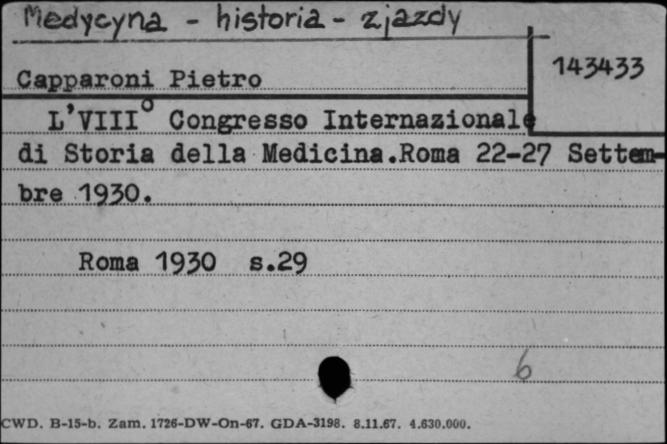 Medycyna - historia - zjazdy
143433
Capparoni Pietro
L'VIII° Congresso Internazionale
di Storia della Medicina.Roma 22-27 Settem-
bre 1930.
Roma 1930 s.29
6
CWD. B-15-b. Zam. 1726-DW-On-67. GDA-3198. 8.11.67. 4.630.000.